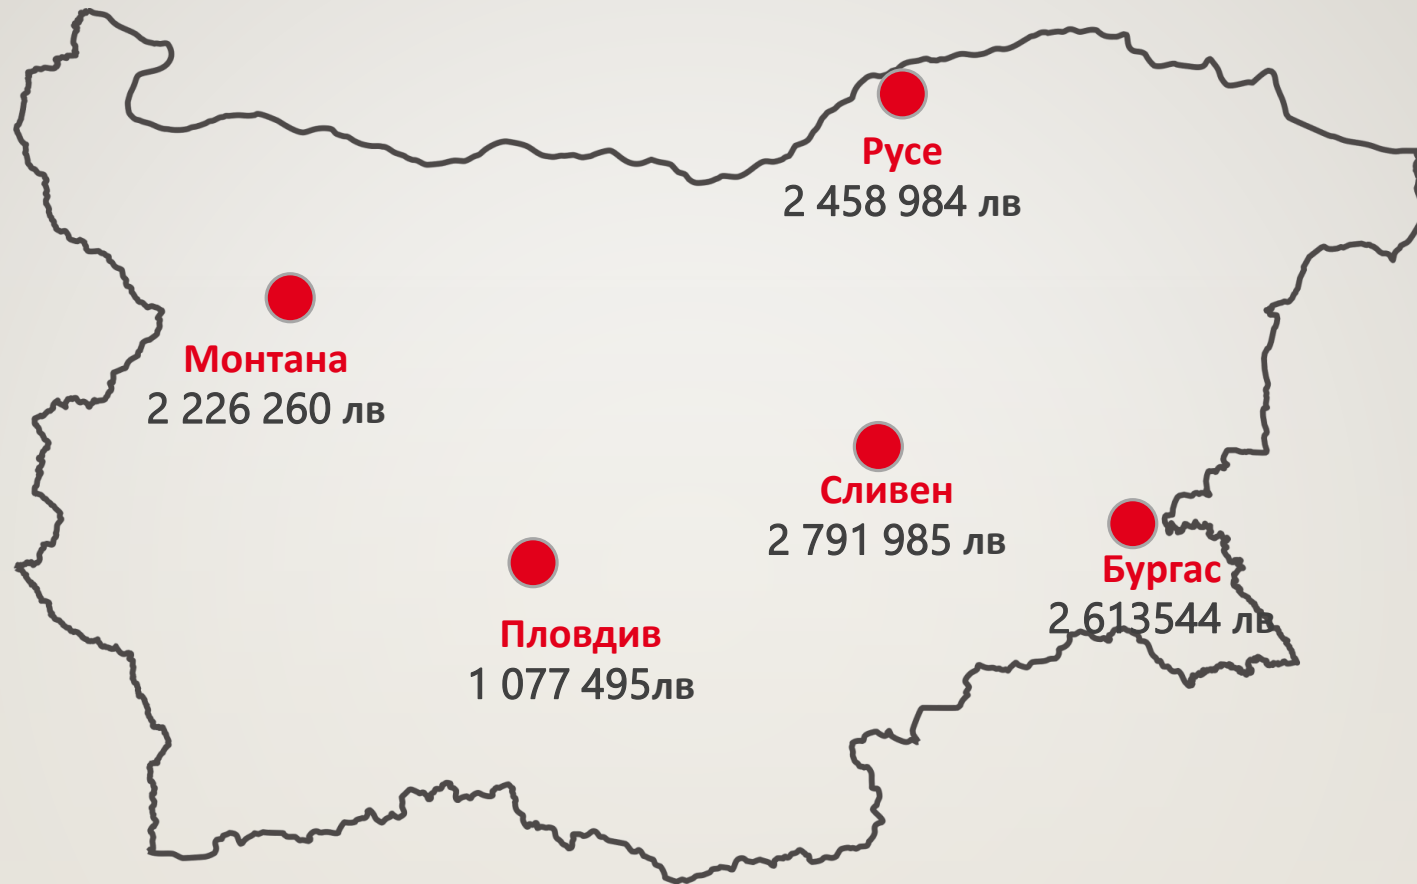 Русе
2 458 984 лв
Монтана
2 226 260 лв
Сливен
2 791 985 лв
Бургас
2 613544 лв
Пловдив
1 077 495лв